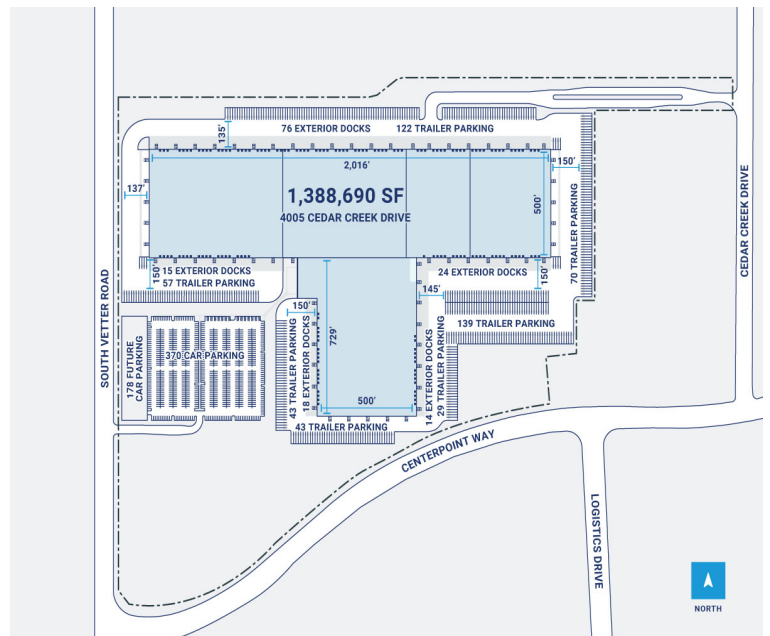 76 EXTERIOR DOCKS
122 TRAILER PARKING
135'
2,016'
137'
150'
1,388,690 SF
4005 CEDAR CREEK DRIVE
500'
70 TRAILER PARKING
CEDAR CREEK DRIVE
SOUTH VETTER ROAD
150'
15 EXTERIOR DOCKS
57 TRAILER PARKING
24 EXTERIOR DOCKS
150'
145'
150'
729'
139 TRAILER PARKING
178 FUTURE
CAR PARKING
370 CAR PARKING
43 TRAILER PARKING
18 EXTERIOR DOCKS
14 EXTERIOR DOCKS
29 TRAILER PARKING
500'
43 TRAILER PARKING
CENTERPOINT WAY
LOGISTICS DRIVE
NORTH